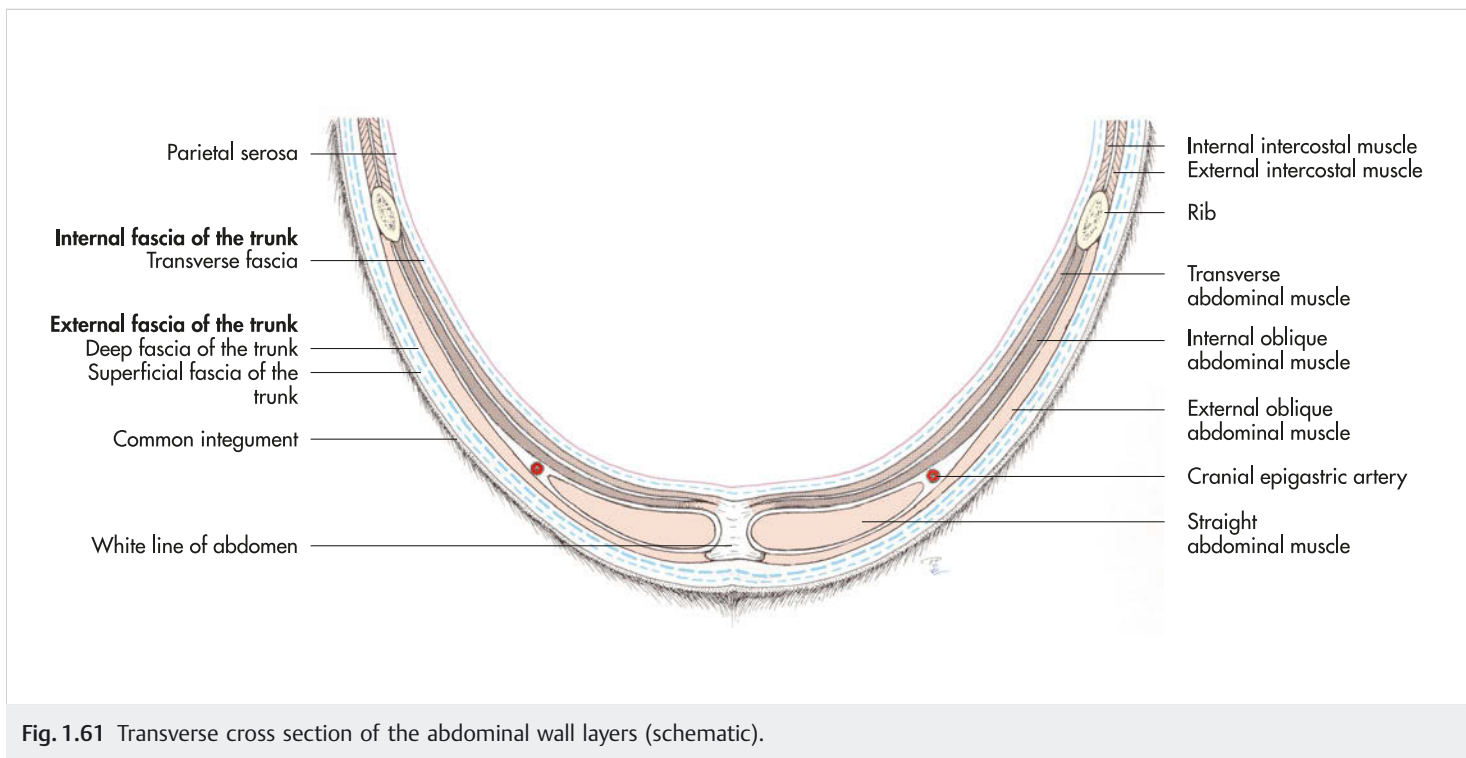 Parietal serosa
Internal fascia of the trunk
Transverse fascia
External fascia of the trunk
Deep fascia of the trunk
Superficial fascia of the
trunk
Common integument
White line of abdomen
Internal intercostal muscle
External intercostal muscle
Rib
Transverse
abdominal muscle
Internal oblique
abdominal muscle
External oblique
abdominal muscle
Cranial epigastric artery
Straight
abdominal muscle
Fig. 1.61 Transverse cross section of the abdominal wall layers (schematic).